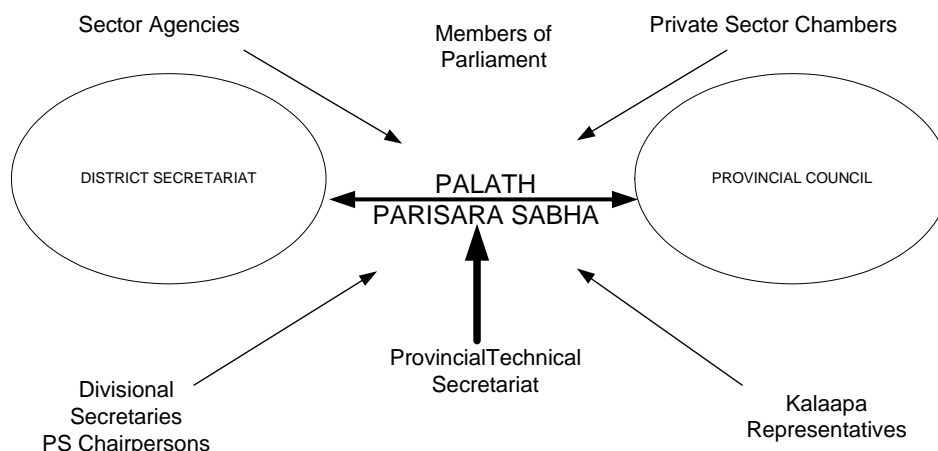 Sector Agencies
Members of
Parliament
Private Sector Chambers
DISTRICT SECRETARIAT
PALATH
PARISARA SABHA
PROVINCIAL COUNCIL
ProvincialTechnical
Secretariat
Divisional
Secretaries
PS Chairpersons
Kalaapa
Representatives